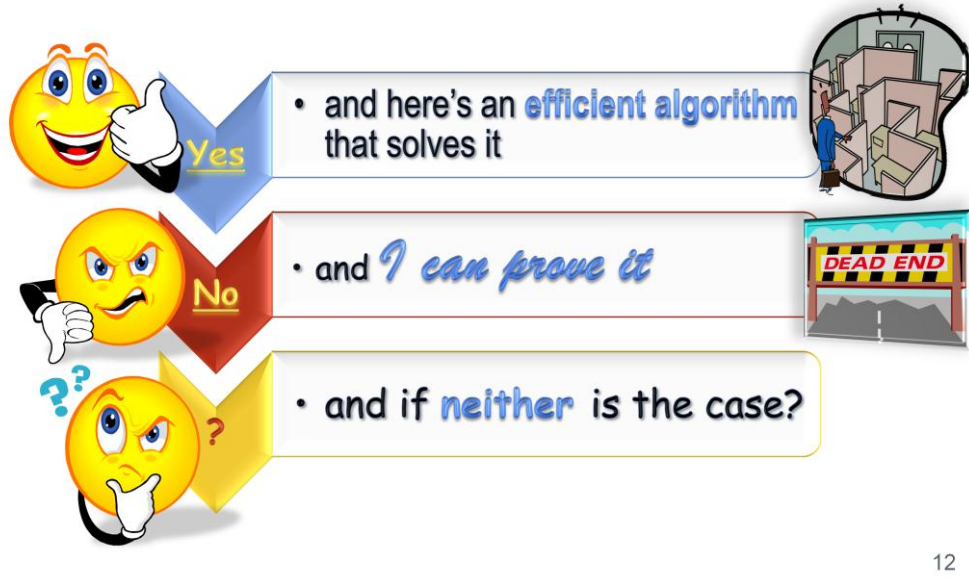 Yes
• and here's an efficient algorithm
that solves it
No
• and I can prove it
DEAD END
??
?
• and if neither is the case?
12